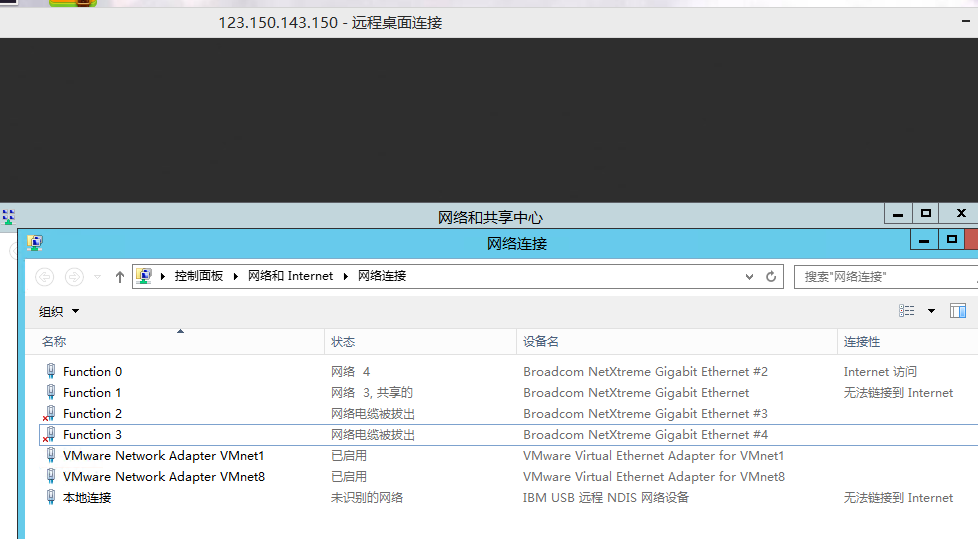 123.150.143.150 - 远程桌面连接
网络和共享中心
网络连接
控制面板 网络和 Internet 网络连接 搜索"网络连接"
组织
名称 状态 设备名 连接性
Function 0 网络 4 Broadcom NetXtreme Gigabit Ethernet #2 Internet 访问
Function 1 网络 3, 共享的 Broadcom NetXtreme Gigabit Ethernet 无法链接到 Internet
Function 2 网络电缆被拔出 Broadcom NetXtreme Gigabit Ethernet #3
Function 3 网络电缆被拔出 Broadcom NetXtreme Gigabit Ethernet #4
VMware Network Adapter VMnet1 已启用 VMware Virtual Ethernet Adapter for VMnet1
VMware Network Adapter VMnet8 已启用 VMware Virtual Ethernet Adapter for VMnet8
本地连接 未识别的网络 IBM USB 远程 NDIS 网络设备 无法链接到 Internet